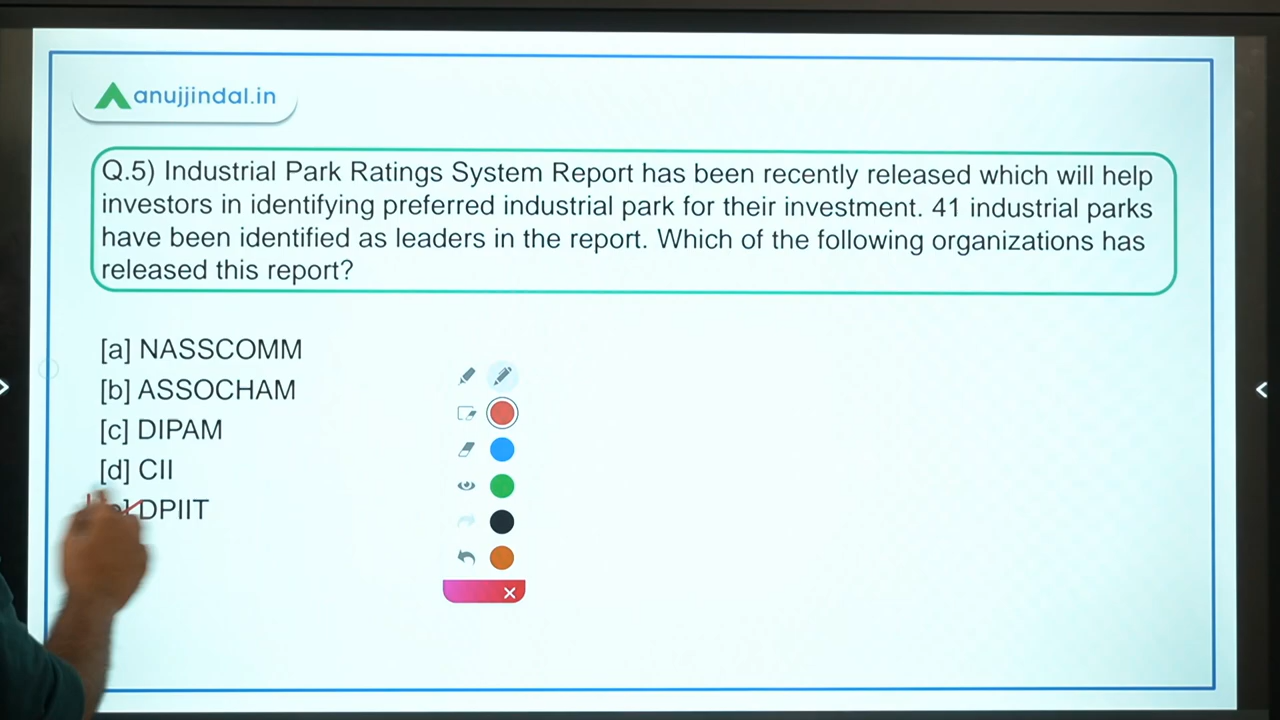 anujjindal.in
Q.5) Industrial Park Ratings System Report has been recently released which will help
investors in identifying preferred industrial park for their investment. 41 industrial parks
have been identified as leaders in the report. Which of the following organizations has
released this report?
[a] NASSCOMM
[b] ASSOCHAM
[c] DIPAM
[d] CII
DPIIT